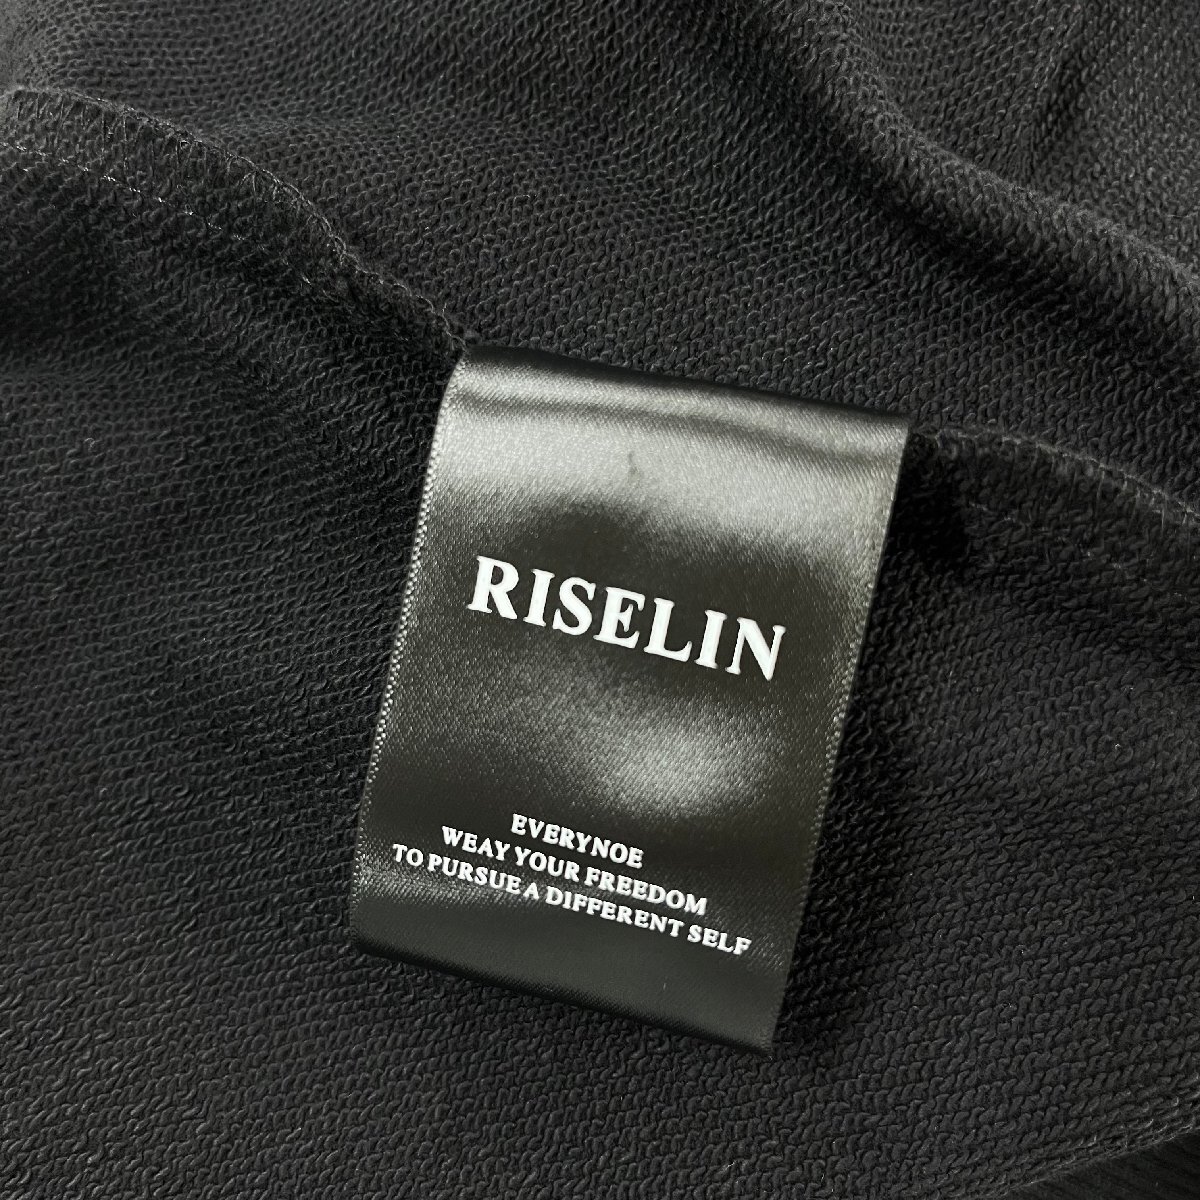 RISELIN
EVERYNOE
WEAY YOUR FREEDOM
TO PURSUE A DIFFERENT SELF